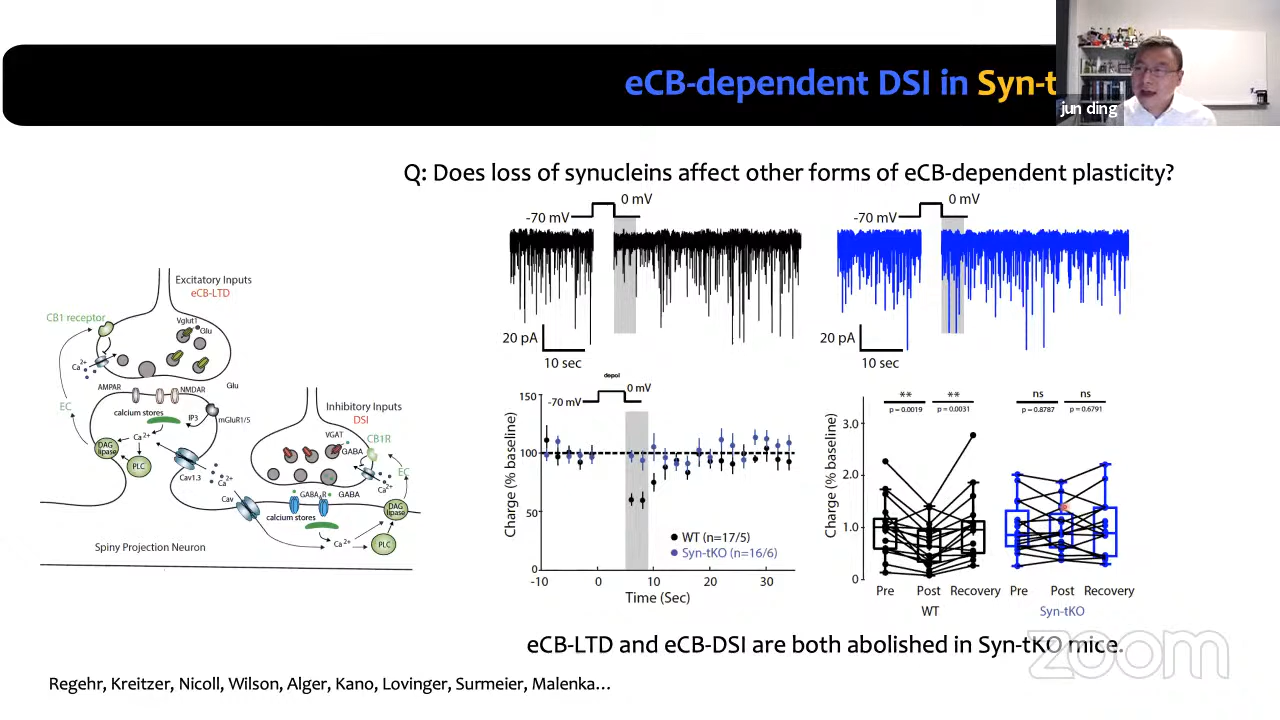 eCB-dependent DSI in Syn-t
jun ding
Q: Does loss of synucleins affect other forms of eCB-dependent plasticity?
0 mV
-70 mV
20 pA
10 sec
0 mV
-70 mV
20 pA
10 sec
Excitatory Inputs
eCB-LTD
CB1 receptor
Vglut1
Glu
Ca2+
AMPAR
NMDAR
Glu
calcium stores
IP3
mGluR1/5
EC
Ca2+
DAG
lipase
PLC
Cav1.3
Ca2+
Inhibitory Inputs
DSI
VGAT
GABA
CB1R
EC
Ca2+
Cav
GABAAR
GABA
calcium stores
DAG
lipase
Ca2+
PLC
Spiny Projection Neuron
depol
0 mV
-70 mV
Charge (% baseline)
150
100
50
0
-10
0
10
20
30
Time (Sec)
WT (n=17/5)
Syn-tKO (n=16/6)
Charge (% baseline)
3.0
2.0
1.0
0
**
p = 0.0019
**
p = 0.0031
ns
p = 0.8787
ns
p = 0.6791
Pre
Post
Recovery
WT
Pre
Post
Recovery
Syn-tKO
eCB-LTD and eCB-DSI are both abolished in Syn-tKO mice.
zoom
Regehr, Kreitzer, Nicoll, Wilson, Alger, Kano, Lovinger, Surmeier, Malenka…